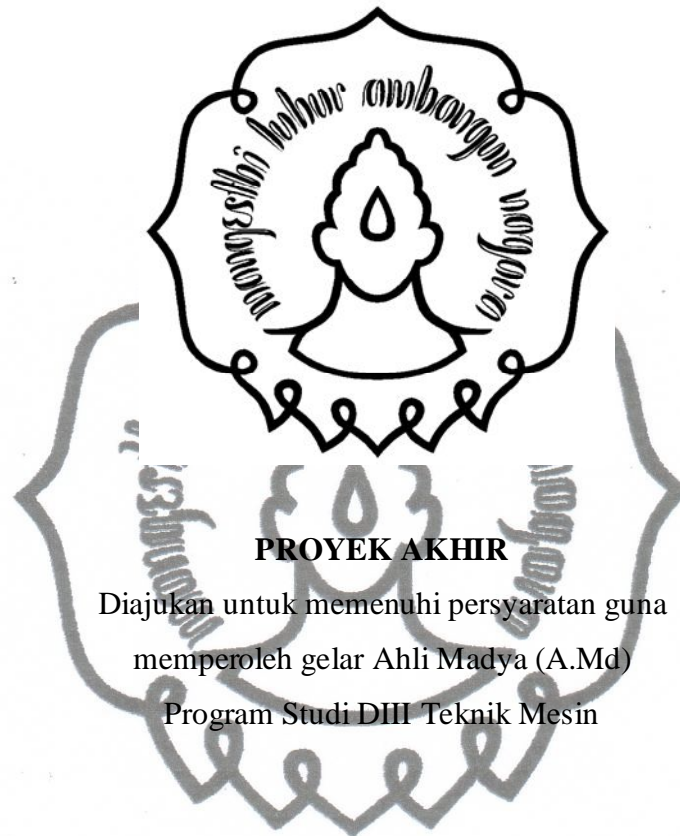 mangesthi luhur ambangun nagara
PROYEK AKHIR
Diajukan untuk memenuhi persyaratan guna
memperoleh gelar Ahli Madya (A.Md)
Program Studi DIII Teknik Mesin